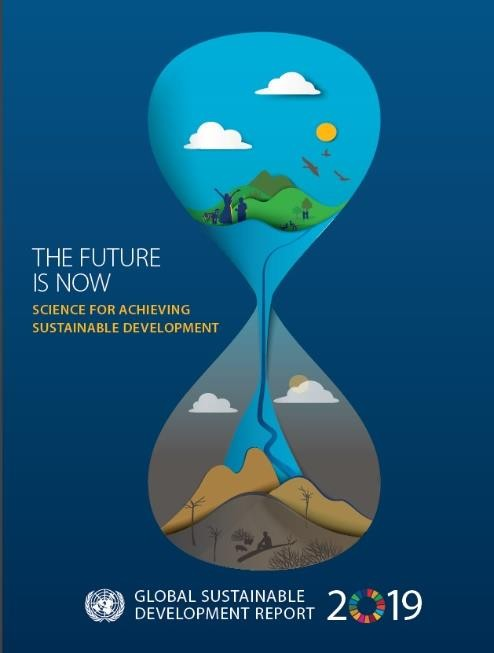 THE FUTURE
IS NOW
SCIENCE FOR ACHIEVING
SUSTAINABLE DEVELOPMENT
GLOBAL SUSTAINABLE
DEVELOPMENT REPORT 2019